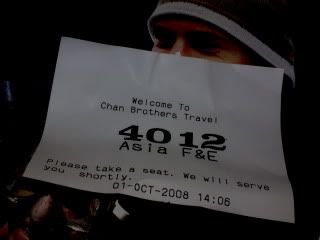 Welcome To
Chan Brothers Travel
4012
Asia F&E
Please take a seat. We will serve
you shortly.
01-OCT-2008 14:06